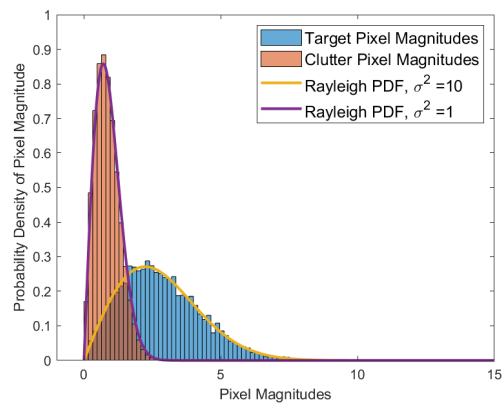 Target Pixel Magnitudes
Clutter Pixel Magnitudes
Rayleigh PDF, σ² =10
Rayleigh PDF, σ² =1
Probability Density of Pixel Magnitude
1
0.9
0.8
0.7
0.6
0.5
0.4
0.3
0.2
0.1
0
0 5 10 15
Pixel Magnitudes